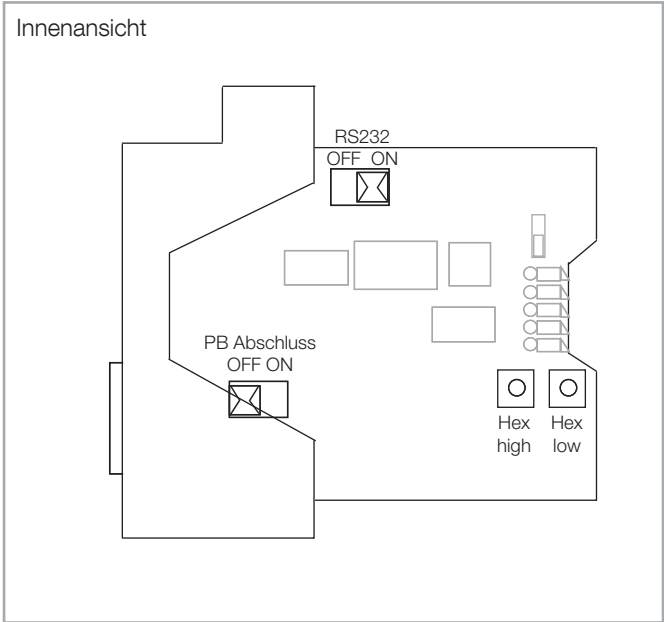 Innenansicht
RS232
OFF ON
PB Abschluss
OFF ON
Hex Hex
high low